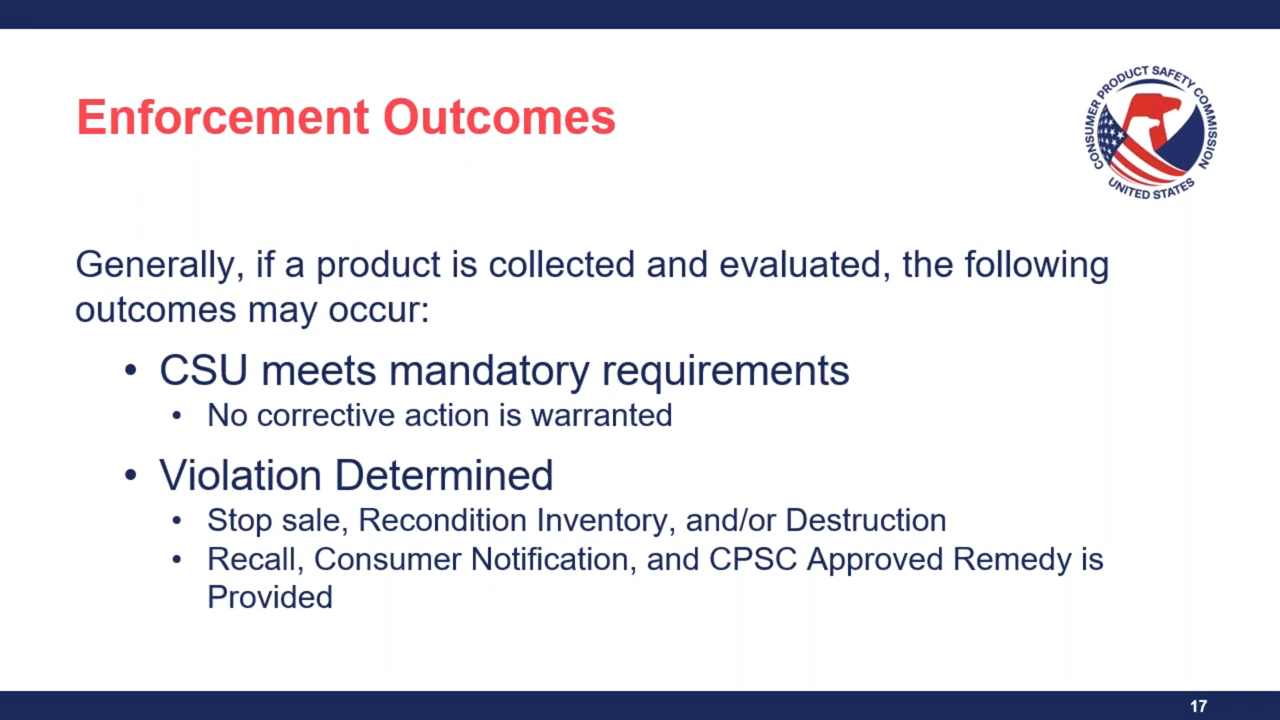 Enforcement Outcomes
CONSUMER PRODUCT SAFETY COMMISSION
UNITED STATES
Generally, if a product is collected and evaluated, the following
outcomes may occur:
• CSU meets mandatory requirements
• No corrective action is warranted
• Violation Determined
• Stop sale, Recondition Inventory, and/or Destruction
• Recall, Consumer Notification, and CPSC Approved Remedy is
Provided
17